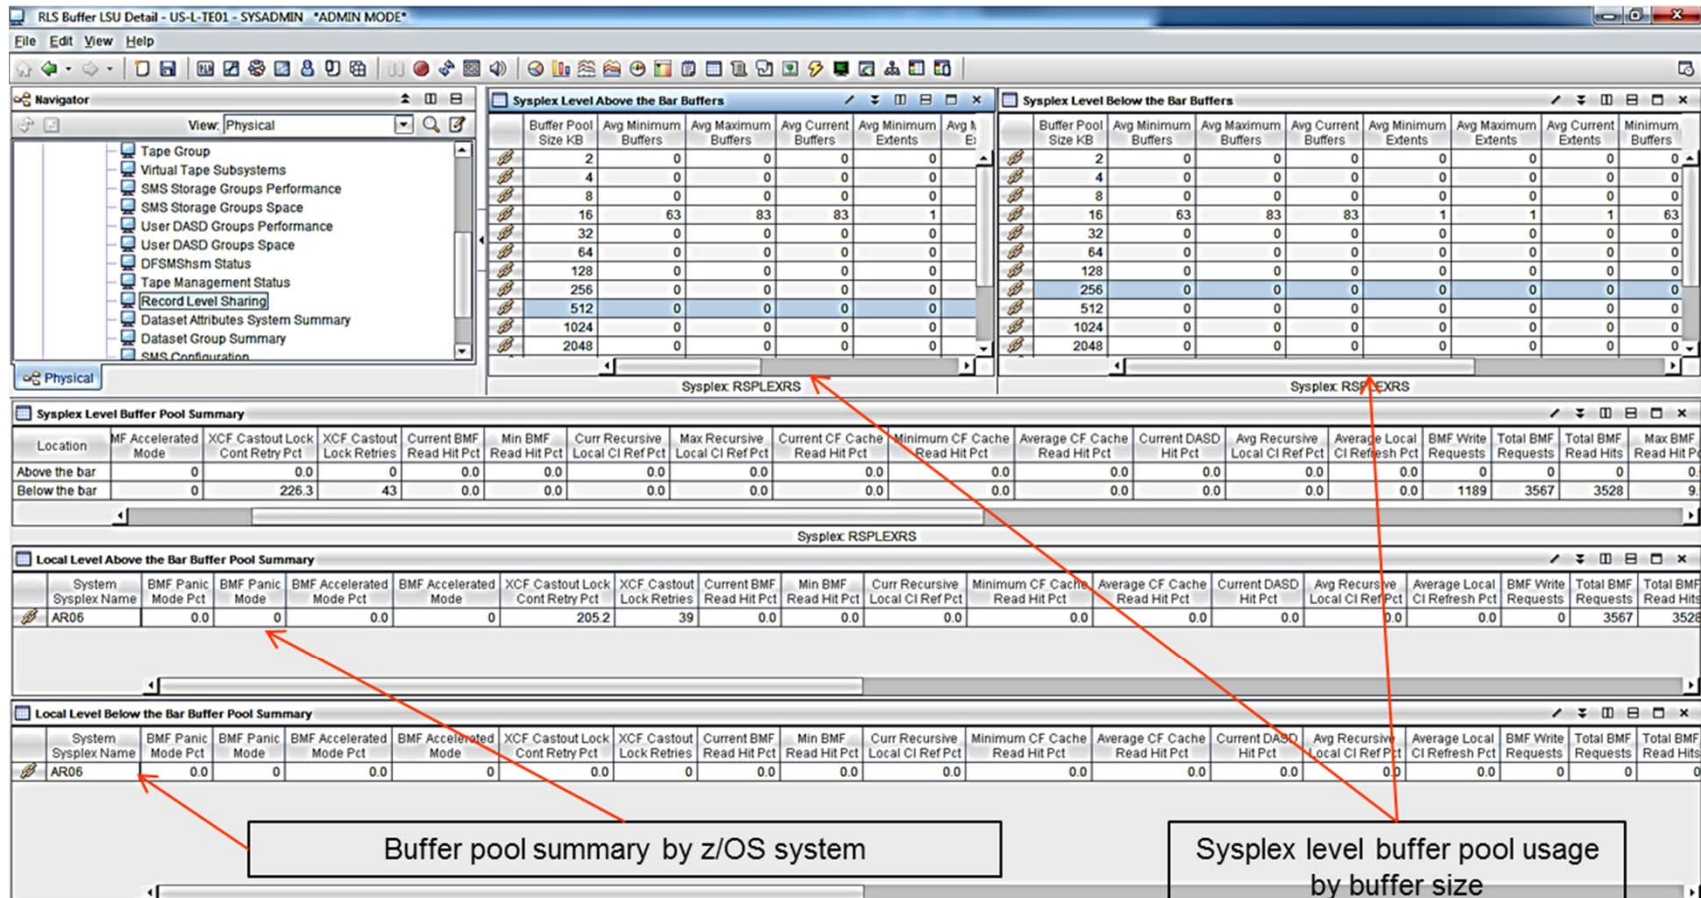 RLS Buffer LSU Detail - US-L-TE01 - SYSADMIN *ADMIN MODE*
File Edit View Help
Navigator
View: Physical
Tape Group
Virtual Tape Subsystems
SMS Storage Groups Performance
SMS Storage Groups Space
User DASD Groups Performance
User DASD Groups Space
DFSMShsm Status
Tape Management Status
Record Level Sharing
Dataset Attributes System Summary
Dataset Group Summary
SMS Configuration
Physical
Sysplex Level Above the Bar Buffers
Buffer Pool Avg Minimum Avg Maximum Avg Current Avg Minimum Avg
Size KB Buffers Buffers Buffers Extents
2 0 0 0 0
4 0 0 0 0
8 0 0 0 0
16 63 83 83 1
32 0 0 0 0
64 0 0 0 0
128 0 0 0 0
256 0 0 0 0
512 0 0 0 0
1024 0 0 0 0
2048 0 0 0 0
Sysplex: RSPLEXRS
Sysplex Level Below the Bar Buffers
Buffer Pool Avg Minimum Avg Maximum Avg Current Avg Minimum Avg Maximum Avg Current Minimum
Size KB Buffers Buffers Buffers Extents Extents Extents Buffers
2 0 0 0 0 0 0 0
4 0 0 0 0 0 0 0
8 0 0 0 0 0 0 0
16 63 83 83 1 1 1 63
32 0 0 0 0 0 0 0
64 0 0 0 0 0 0 0
128 0 0 0 0 0 0 0
256 0 0 0 0 0 0 0
512 0 0 0 0 0 0 0
1024 0 0 0 0 0 0 0
2048 0 0 0 0 0 0 0
Sysplex: RSPLEXRS
Sysplex Level Buffer Pool Summary
Location MF Accelerated XCF Castout Lock XCF Castout Current BMF Min BMF Curr Recursive Max Recursive Current CF Cache Minimum CF Cache Average CF Cache Current DASD Avg Recursive Average Local BMF Write Total BMF Total BMF Max BMF
Mode Cont Retry Pct Lock Retries Read Hit Pct Read Hit Pct Local CI Ref Pct Local CI Ref Pct Read Hit Pct Read Hit Pct Read Hit Pct Hit Pct Local CI Ref Pct CI Refresh Pct Requests Requests Read Hits Read Hit
Above the bar 0 0.0 0 0.0 0.0 0.0 0.0 0.0 0.0 0.0 0.0 0.0 0.0 0 0 0 0.
Below the bar 0 226.3 43 0.0 0.0 0.0 0.0 0.0 0.0 0.0 0.0 0.0 0.0 1189 3567 3528 9.
Sysplex: RSPLEXRS
Local Level Above the Bar Buffer Pool Summary
System BMF Panic BMF Panic BMF Accelerated BMF Accelerated XCF Castout Lock XCF Castout Current BMF Min BMF Curr Recursive Minimum CF Cache Average CF Cache Current DASD Avg Recursive Average Local BMF Write Total BMF Total BMF
Sysplex Name Mode Pct Mode Mode Pct Mode Cont Retry Pct Lock Retries Read Hit Pct Read Hit Pct Local CI Ref Pct Read Hit Pct Read Hit Pct Hit Pct Local CI Ref Pct CI Refresh Pct Requests Requests Read Hits
AR06 0.0 0 0.0 0 205.2 39 0.0 0.0 0.0 0.0 0.0 0.0 0.0 0.0 0 3567 3528
Local Level Below the Bar Buffer Pool Summary
System BMF Panic BMF Panic BMF Accelerated BMF Accelerated XCF Castout Lock XCF Castout Current BMF Min BMF Curr Recursive Minimum CF Cache Average CF Cache Current DASD Avg Recursive Average Local BMF Write Total BMF Total BMF
Sysplex Name Mode Pct Mode Mode Pct Mode Cont Retry Pct Lock Retries Read Hit Pct Read Hit Pct Local CI Ref Pct Read Hit Pct Read Hit Pct Hit Pct Local CI Ref Pct CI Refresh Pct Requests Requests Read Hits
AR06 0.0 0 0.0 0 0.0 0 0.0 0.0 0.0 0.0 0.0 0.0 0.0 0.0 0 0 0
Buffer pool summary by z/OS system
Sysplex level buffer pool usage
by buffer size